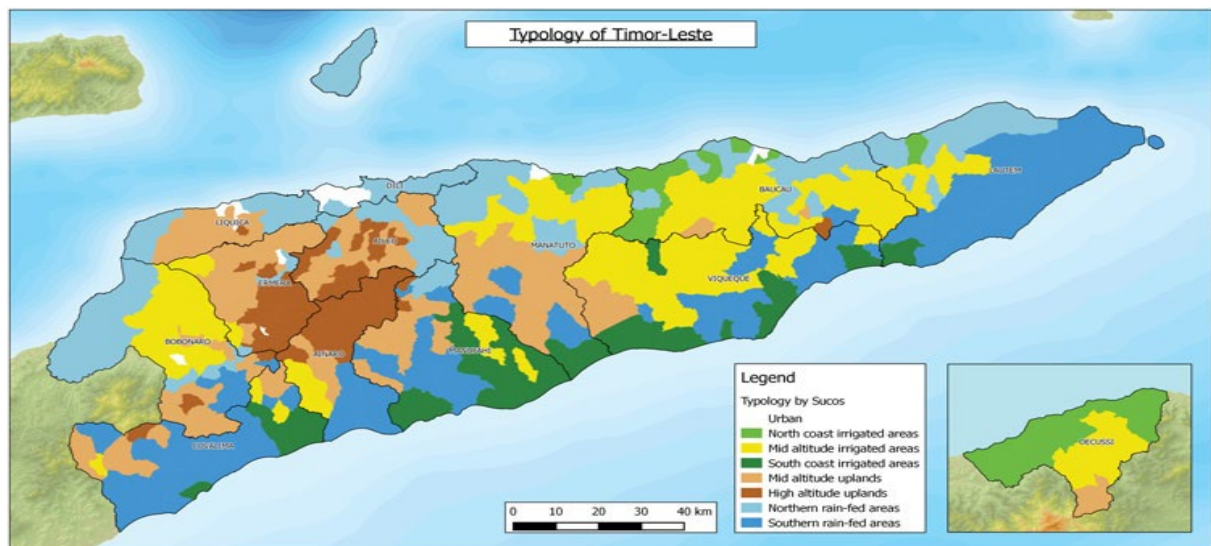 Typology of Timor-Leste
DILI
LAUTEM
BAUCAU
LIQUICA
AILEU
MANATUTO
ERMERA
VIQUEQUE
BOBONARO
AINARO
MANUFAHI
COVALIMA
OECUSSI
Legend
Typology by Sucos
Urban
North coast irrigated areas
Mid altitude irrigated areas
South coast irrigated areas
Mid altitude uplands
High altitude uplands
Northern rain-fed areas
Southern rain-fed areas
0 10 20 30 40 km